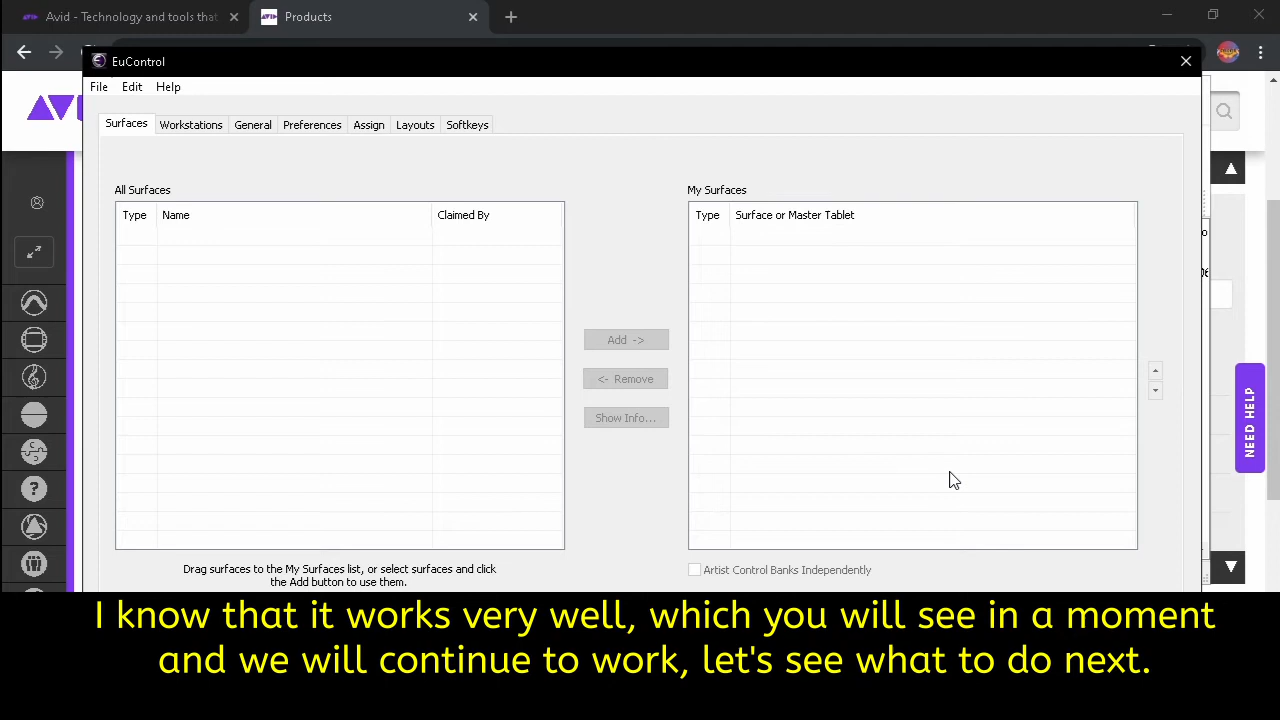 Avid - Technology and tools that
Products
EuControl
File Edit Help
Surfaces Workstations General Preferences Assign Layouts Softkeys
All Surfaces
My Surfaces
Type Name Claimed By
Type Surface or Master Tablet
Add ->
<- Remove
Show Info...
NEED HELP
Drag surfaces to the My Surfaces list, or select surfaces and click
the Add button to use them.
Artist Control Banks Independently
I know that it works very well, which you will see in a moment
and we will continue to work, let's see what to do next.